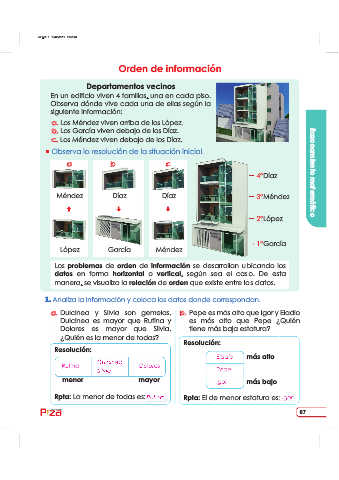 Orden de información
Departamentos vecinos
En un edificio viven 4 familias, una en cada piso.
Observa dónde vive cada una de ellas según la
siguiente información:
a. Los Méndez viven arriba de los López.
b. Los García viven debajo de los Díaz.
c. Los Méndez viven debajo de los Díaz.
Observa la resolución de la situación inicial.
a b c
4° Díaz
Méndez Díaz Díaz 3° Méndez
2° López
1° García
López García Méndez
Los problemas de orden de información se desarrollan ubicando los
datos en forma horizontal o vertical, según sea el caso. De esta
manera, se visualiza la relación de orden que existe entre los datos.
Razonamiento matemático
1. Analiza la información y coloca los datos donde correspondan.
a. Dulcinea y Silvia son gemelas,
Dulcinea es mayor que Rufina y
Dolores es mayor que Silvia.
¿Quién es la menor de todas?
Resolución:
Rufina Dulcinea Silvia Dolores
menor mayor
Rpta: La menor de todas es: Rufina
b. Pepe es más alto que Igor y Eladio
es más alto que Pepe ¿Quién
tiene más baja estatura?
Resolución:
Eladio más alto
Pepe
Igor más bajo
Rpta: El de menor estatura es: Igor
87